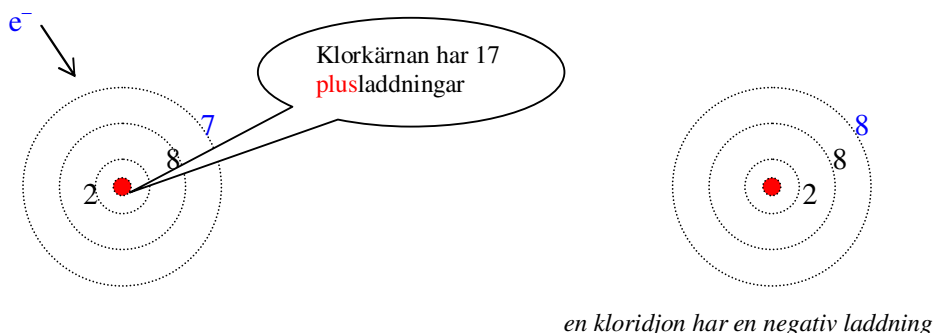 e⁻
Klorkärnan har 17
plusladdningar
7
8
2
8
8
2
en kloridjon har en negativ laddning